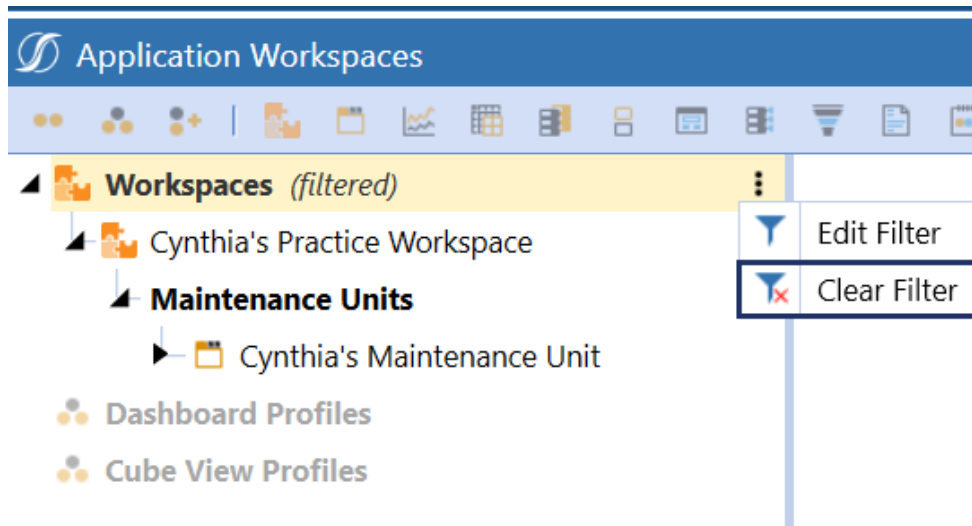 Application Workspaces
Workspaces (filtered)
Edit Filter
Cynthia's Practice Workspace
Clear Filter
Maintenance Units
Cynthia's Maintenance Unit
Dashboard Profiles
Cube View Profiles